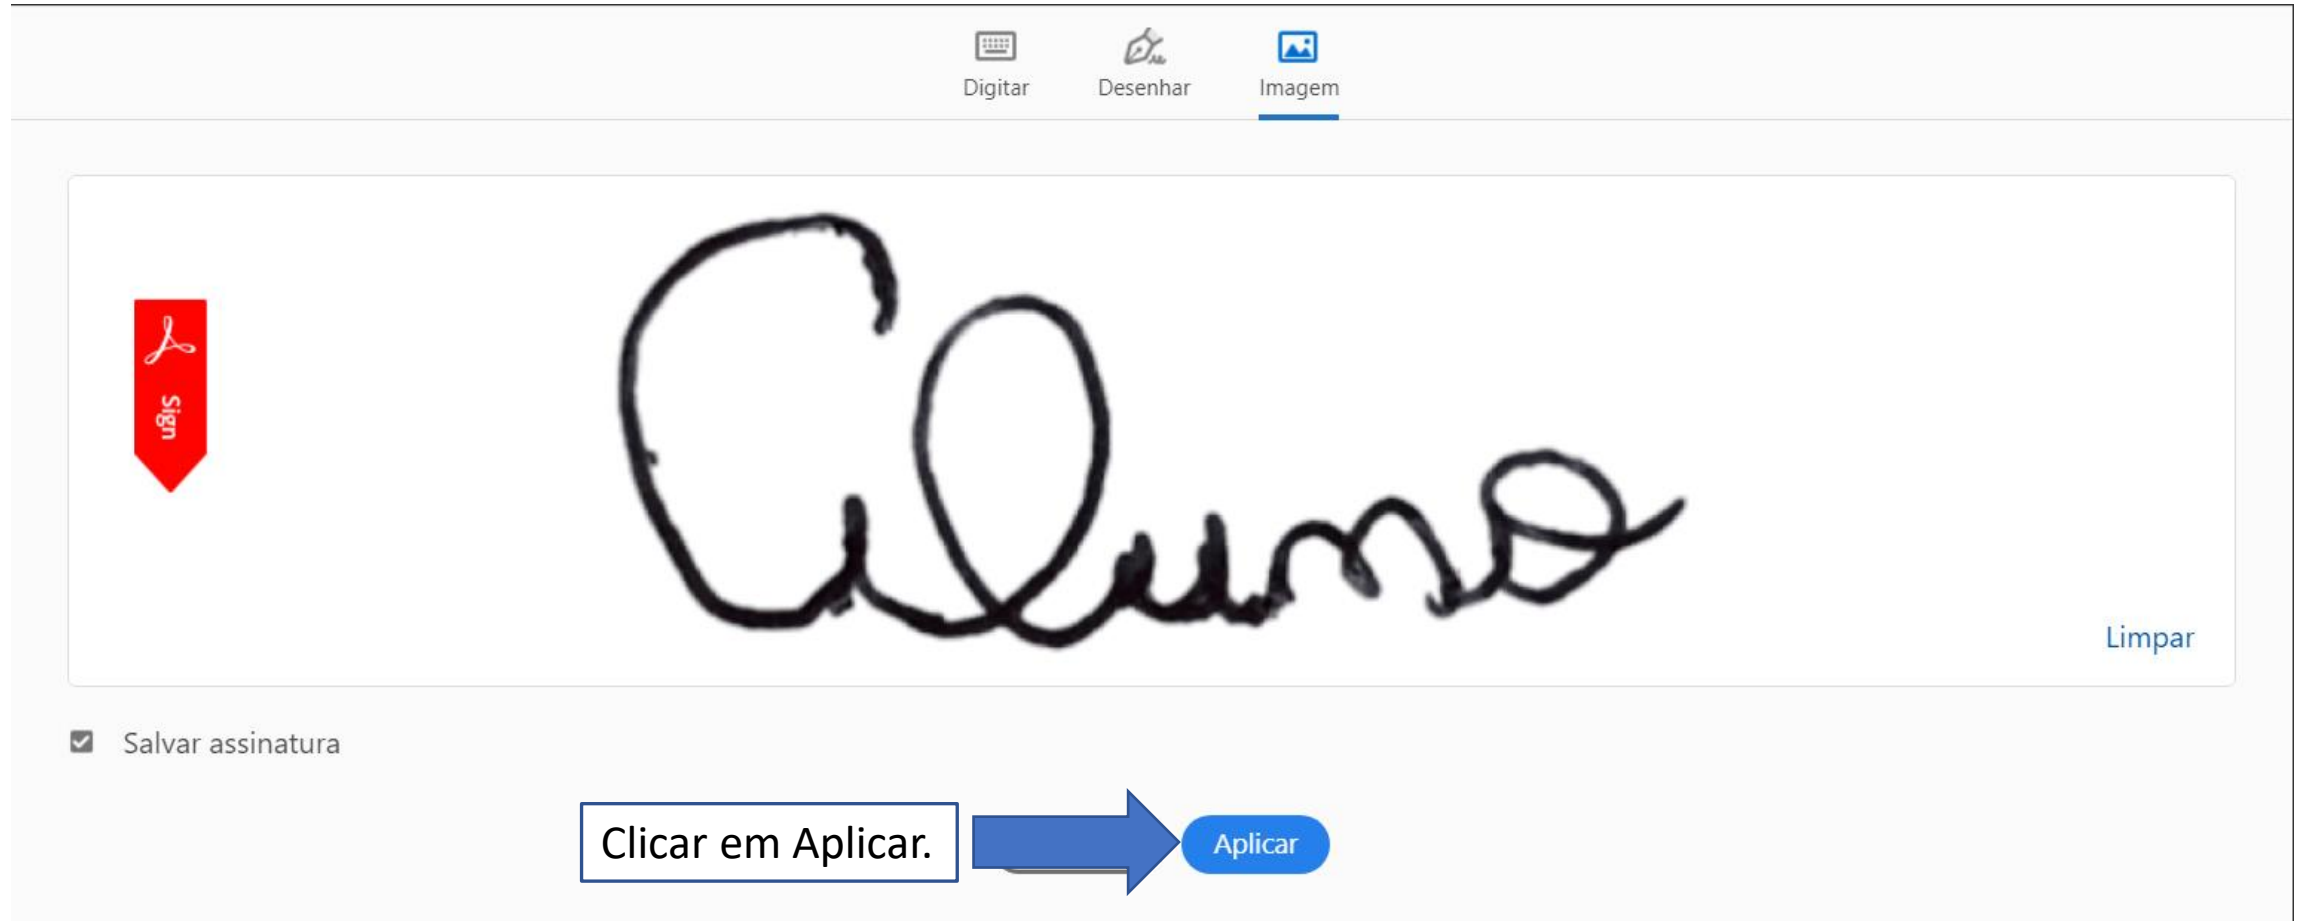 Digitar
Desenhar
Imagem
Sign
Aluno
Limpar
Salvar assinatura
Clicar em Aplicar.
Aplicar